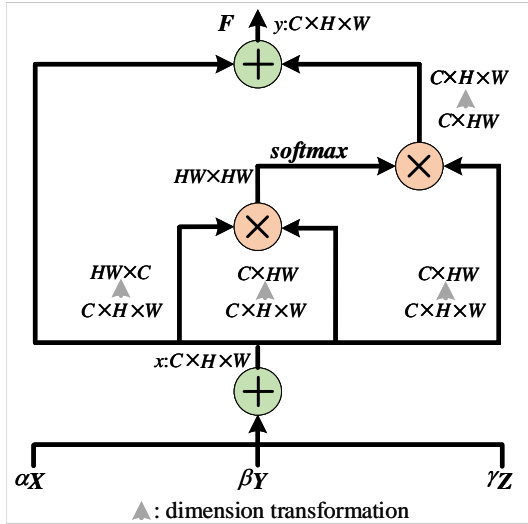 F y:C×H×W
C×H×W
C×HW
softmax
HW×HW
HW×C C×HW C×HW
C×H×W C×H×W C×H×W
x:C×H×W
αX βY γZ
: dimension transformation